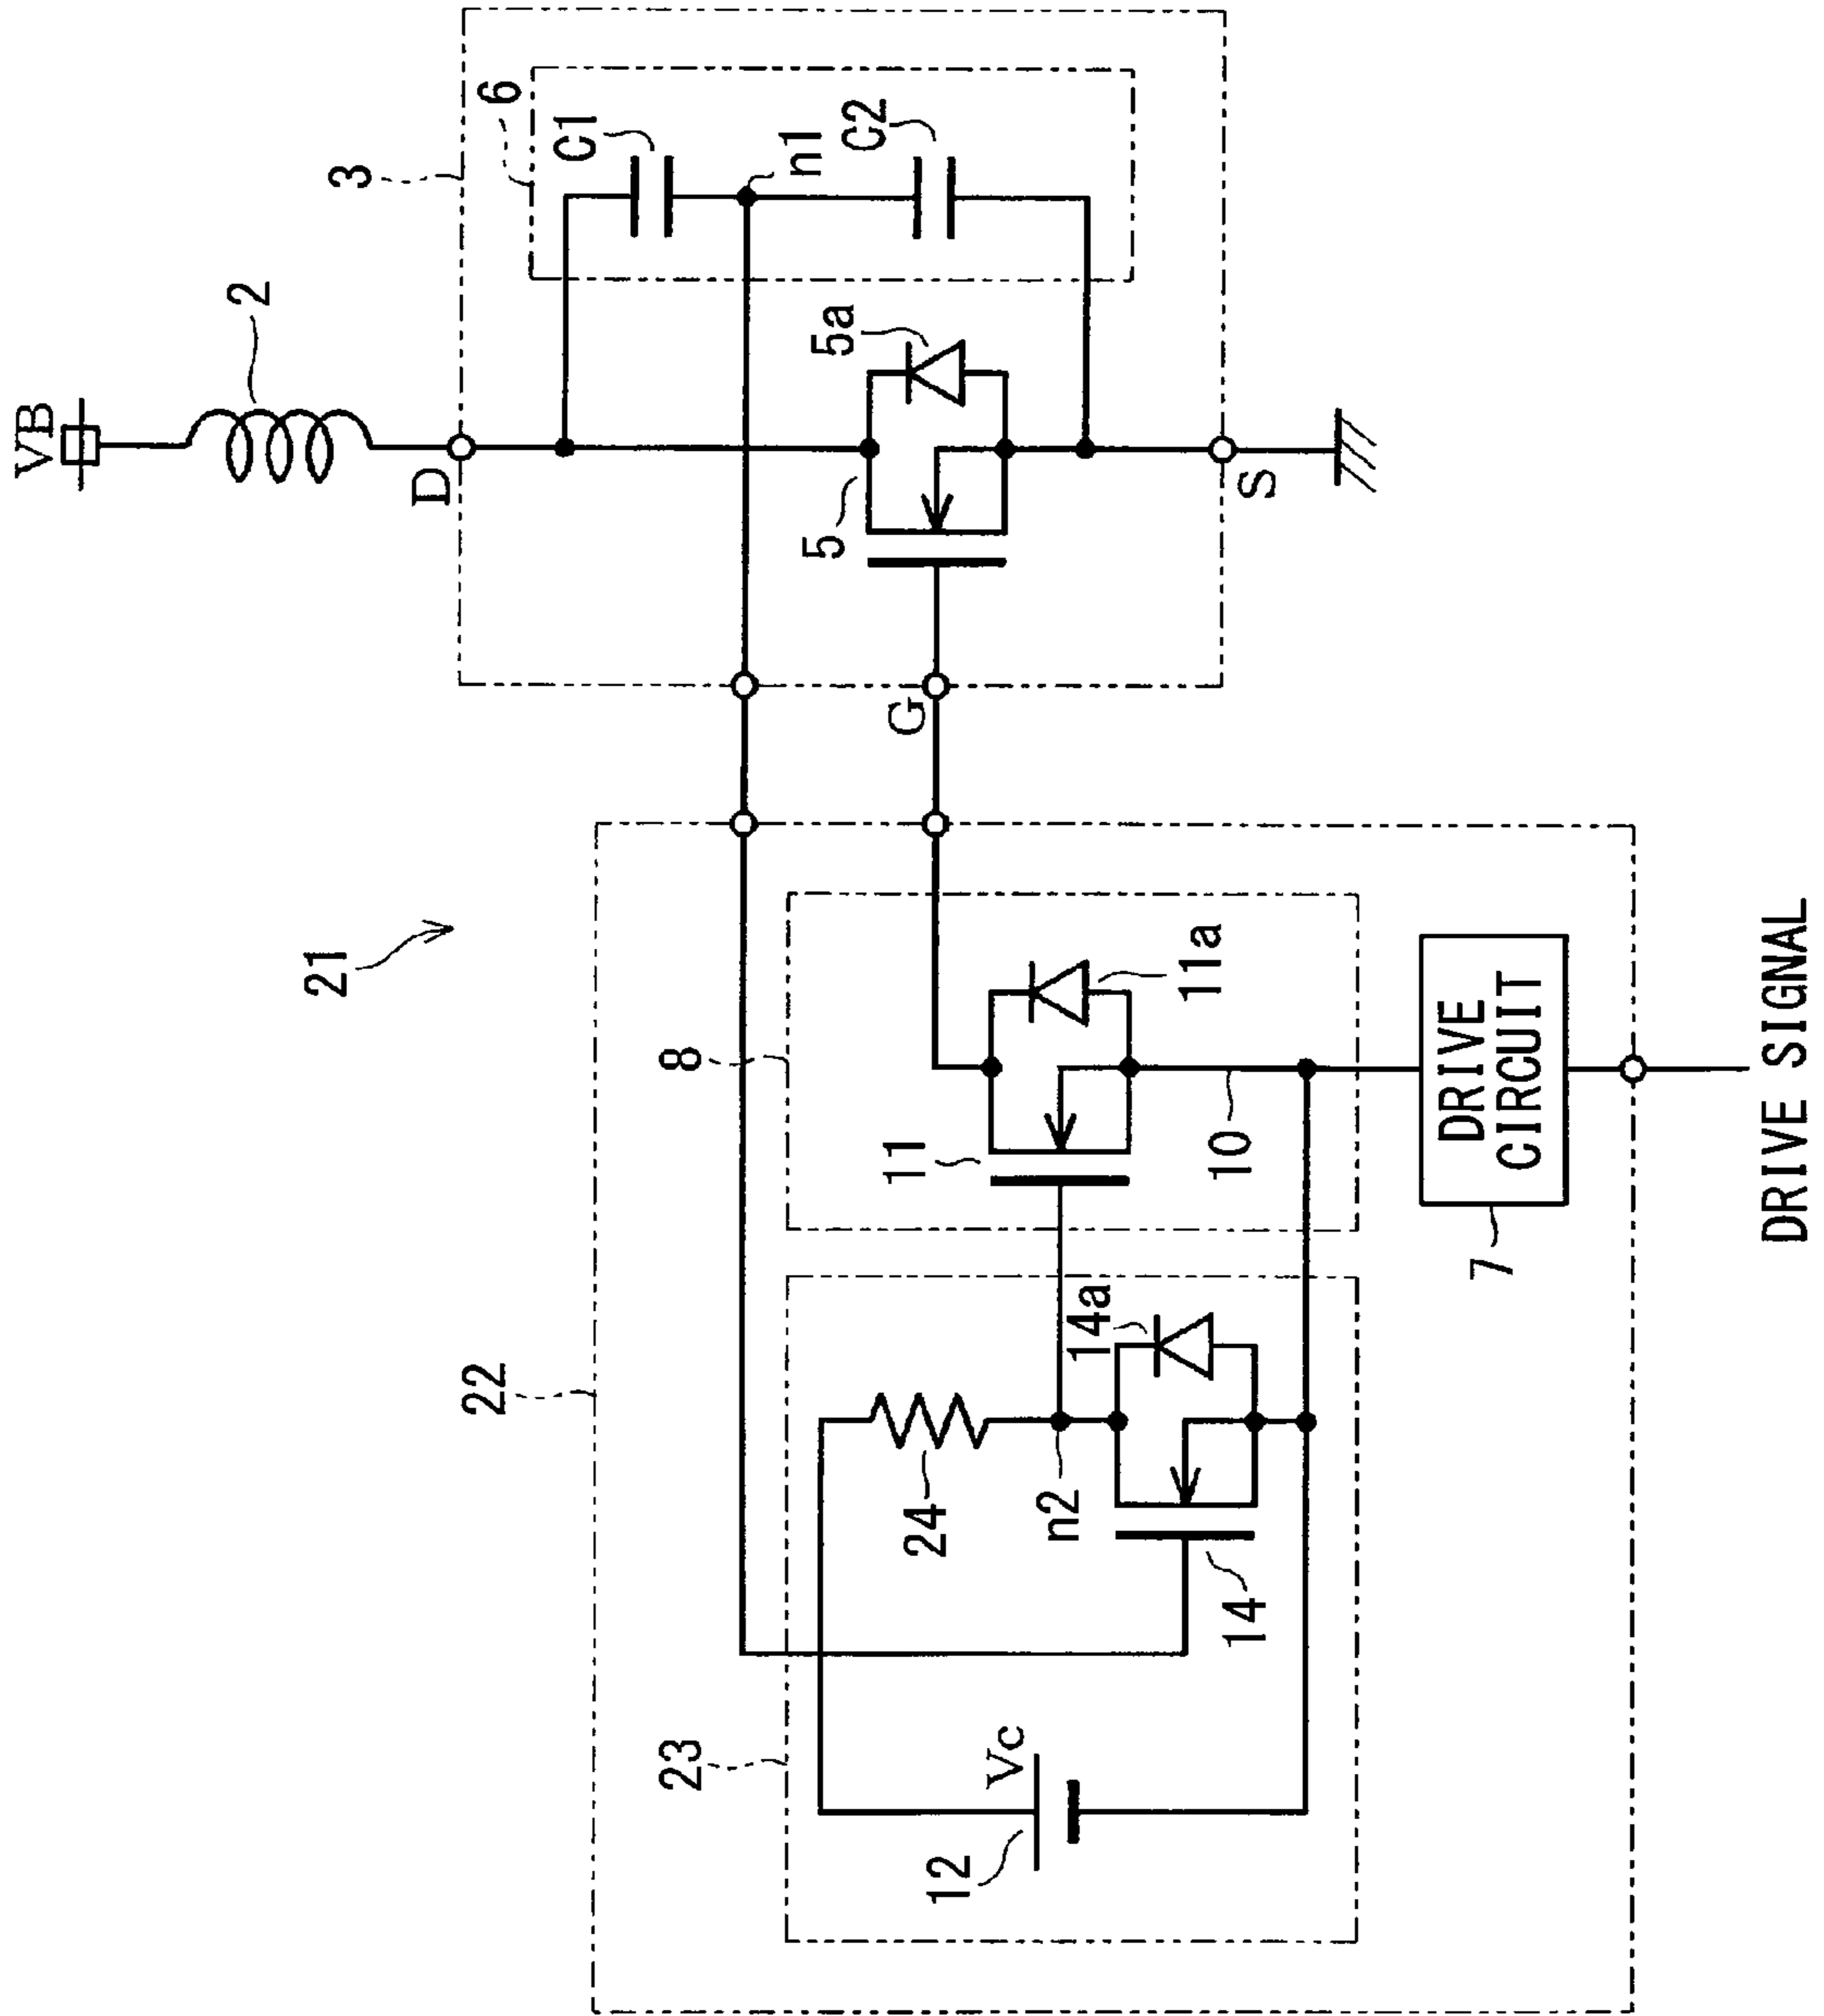 VB
2
D
3
6
C1
n1
C2
5
5a
S
G
21
22
8
11
11a
10
23
24
n2
14a
14
12
Vc
DRIVE
CIRCUIT
7
DRIVE SIGNAL